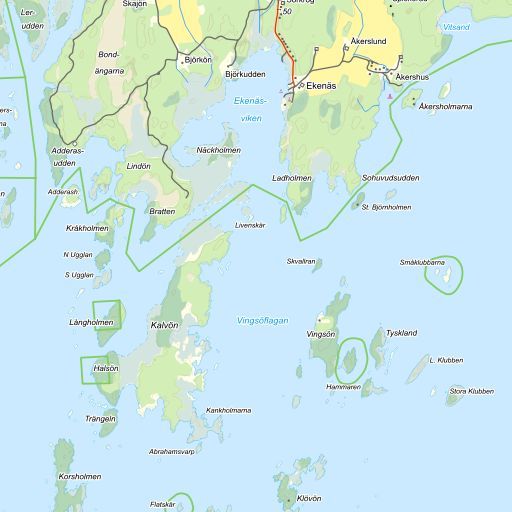 Skäjön
50
Vitsand
Ler-
udden
Bond-
ängarna
Björkön
Björkudden
Åkerslund
Åkershus
Ekenäs
Åkersholmarna
Ekenäs-
viken
Näckholmen
Adderas-
udden
Lindön
Ladholmen
Sohuvudsudden
Adderash.
Bratten
St. Björnholmen
Kråkholmen
Livenskär.
N Ugglan
Skvallran
Småklubbarna
S Ugglan
Långholmen
Kalvön
Vingsöflagan
Vingsön
Tyskland
L. Klubben
Halsön
Hammaren
Stora Klubben
Trängeln
Kankholmarna
Abrahamsvarp
Korsholmen
Flatskär
Klövön